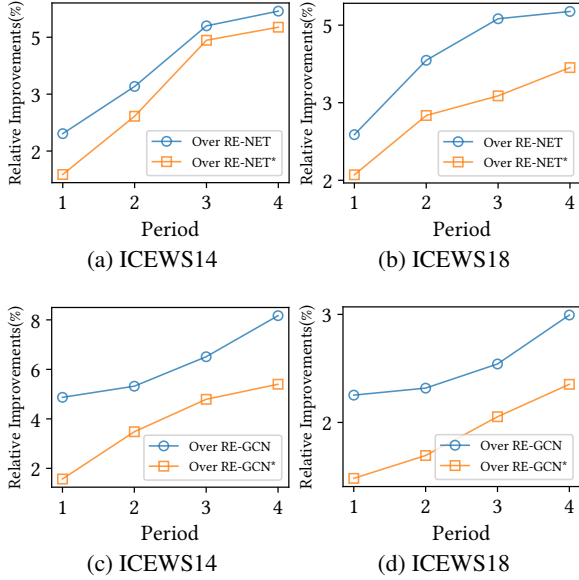 Relative Improvements(%)
5
3
2
Over RE-NET
Over RE-NET*
1 2 3 4
Period
(a) ICEWS14
Relative Improvements(%)
5
3
2
Over RE-NET
Over RE-NET*
1 2 3 4
Period
(b) ICEWS18
Relative Improvements(%)
8
6
4
2
Over RE-GCN
Over RE-GCN*
1 2 3 4
Period
(c) ICEWS14
Relative Improvements(%)
3
2
Over RE-GCN
Over RE-GCN*
1 2 3 4
Period
(d) ICEWS18